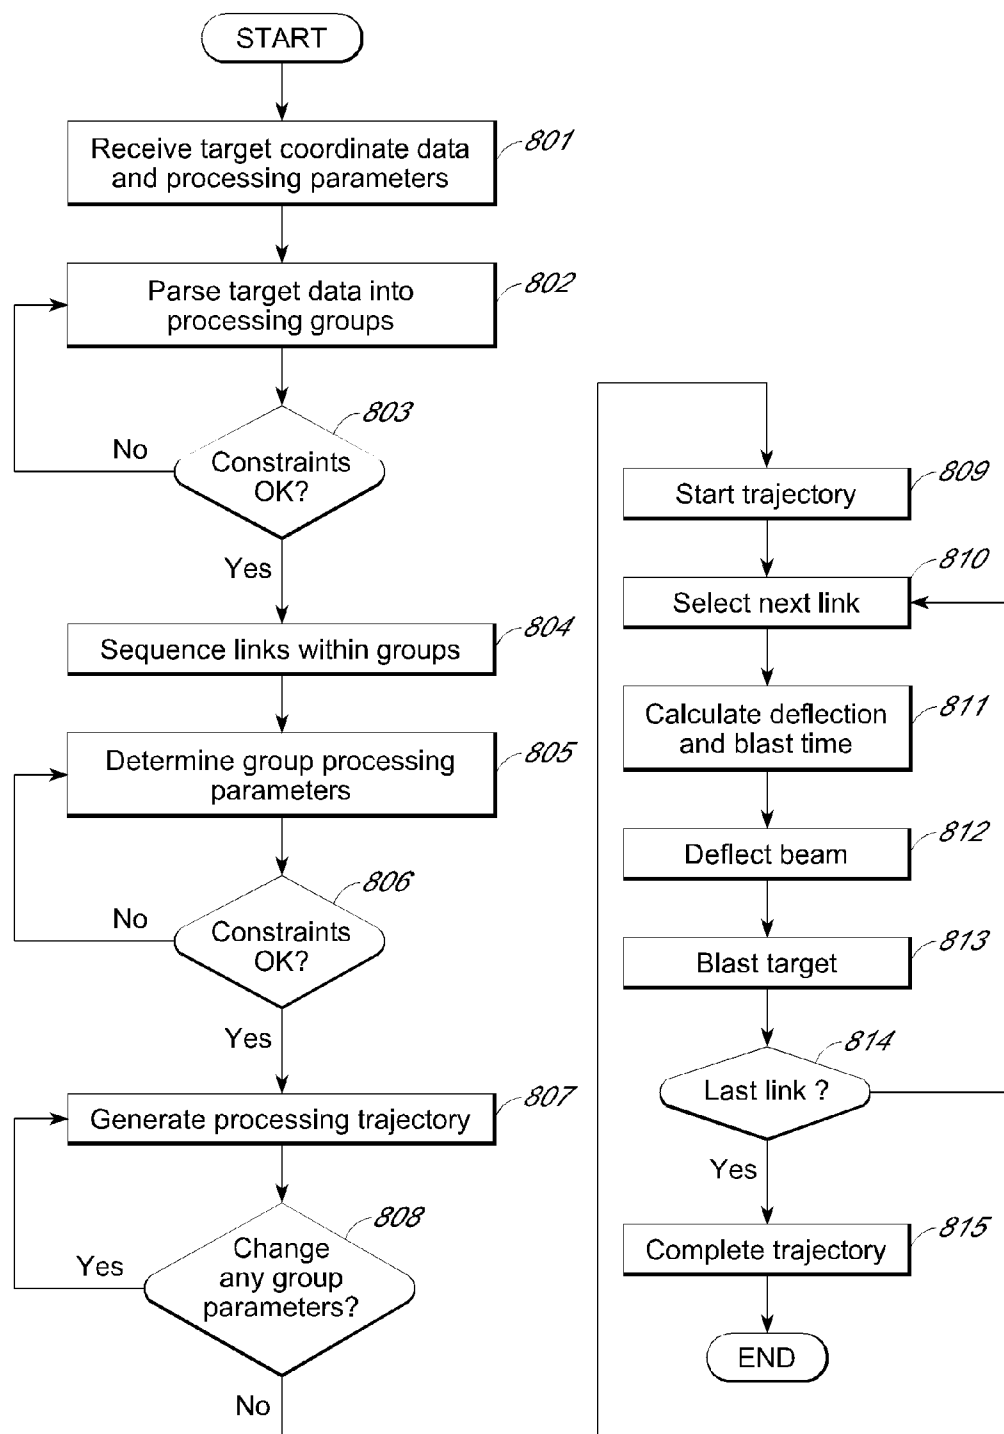 START
Receive target coordinate data
and processing parameters
801
Parse target data into
processing groups
802
803
Constraints
OK?
No
Yes
Sequence links within groups
804
Determine group processing
parameters
805
806
Constraints
OK?
No
Yes
Generate processing trajectory
807
808
Change
any group
parameters?
Yes
No
Start trajectory
809
Select next link
810
Calculate deflection
and blast time
811
Deflect beam
812
Blast target
813
814
Last link ?
Yes
Complete trajectory
815
END